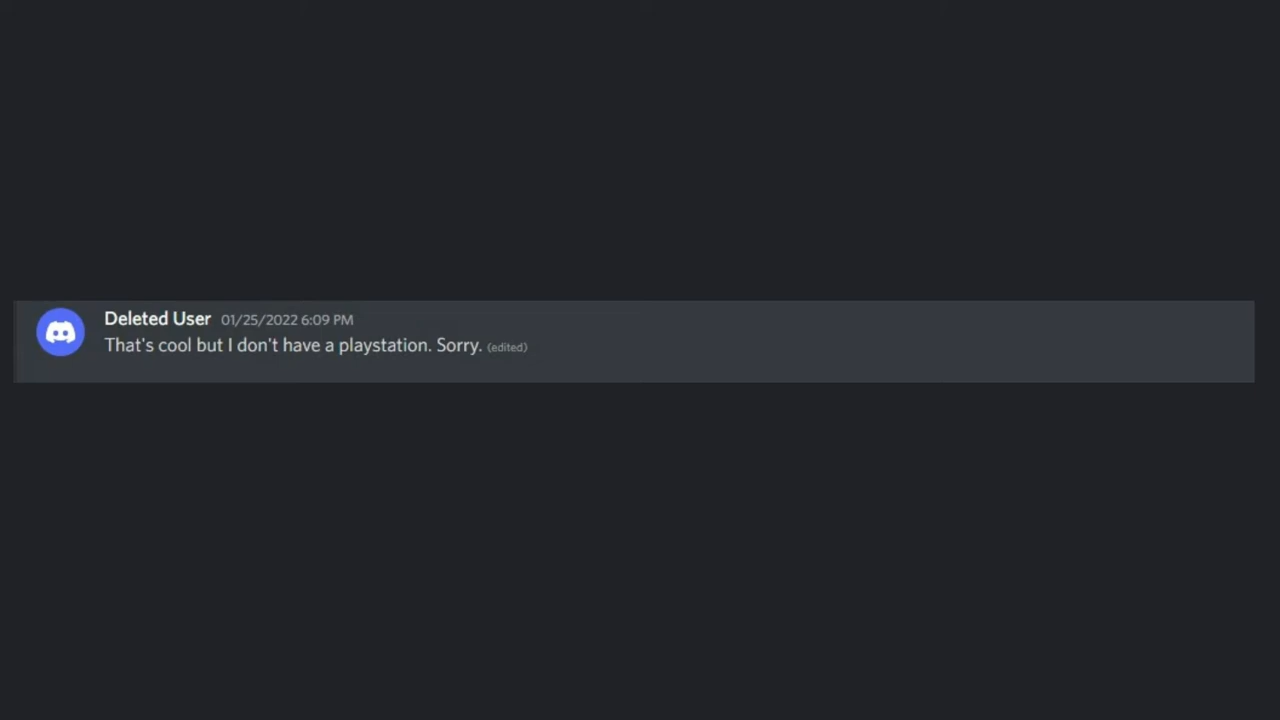 Deleted User 01/25/2022 6:09 PM
That's cool but I don't have a playstation. Sorry. (edited)